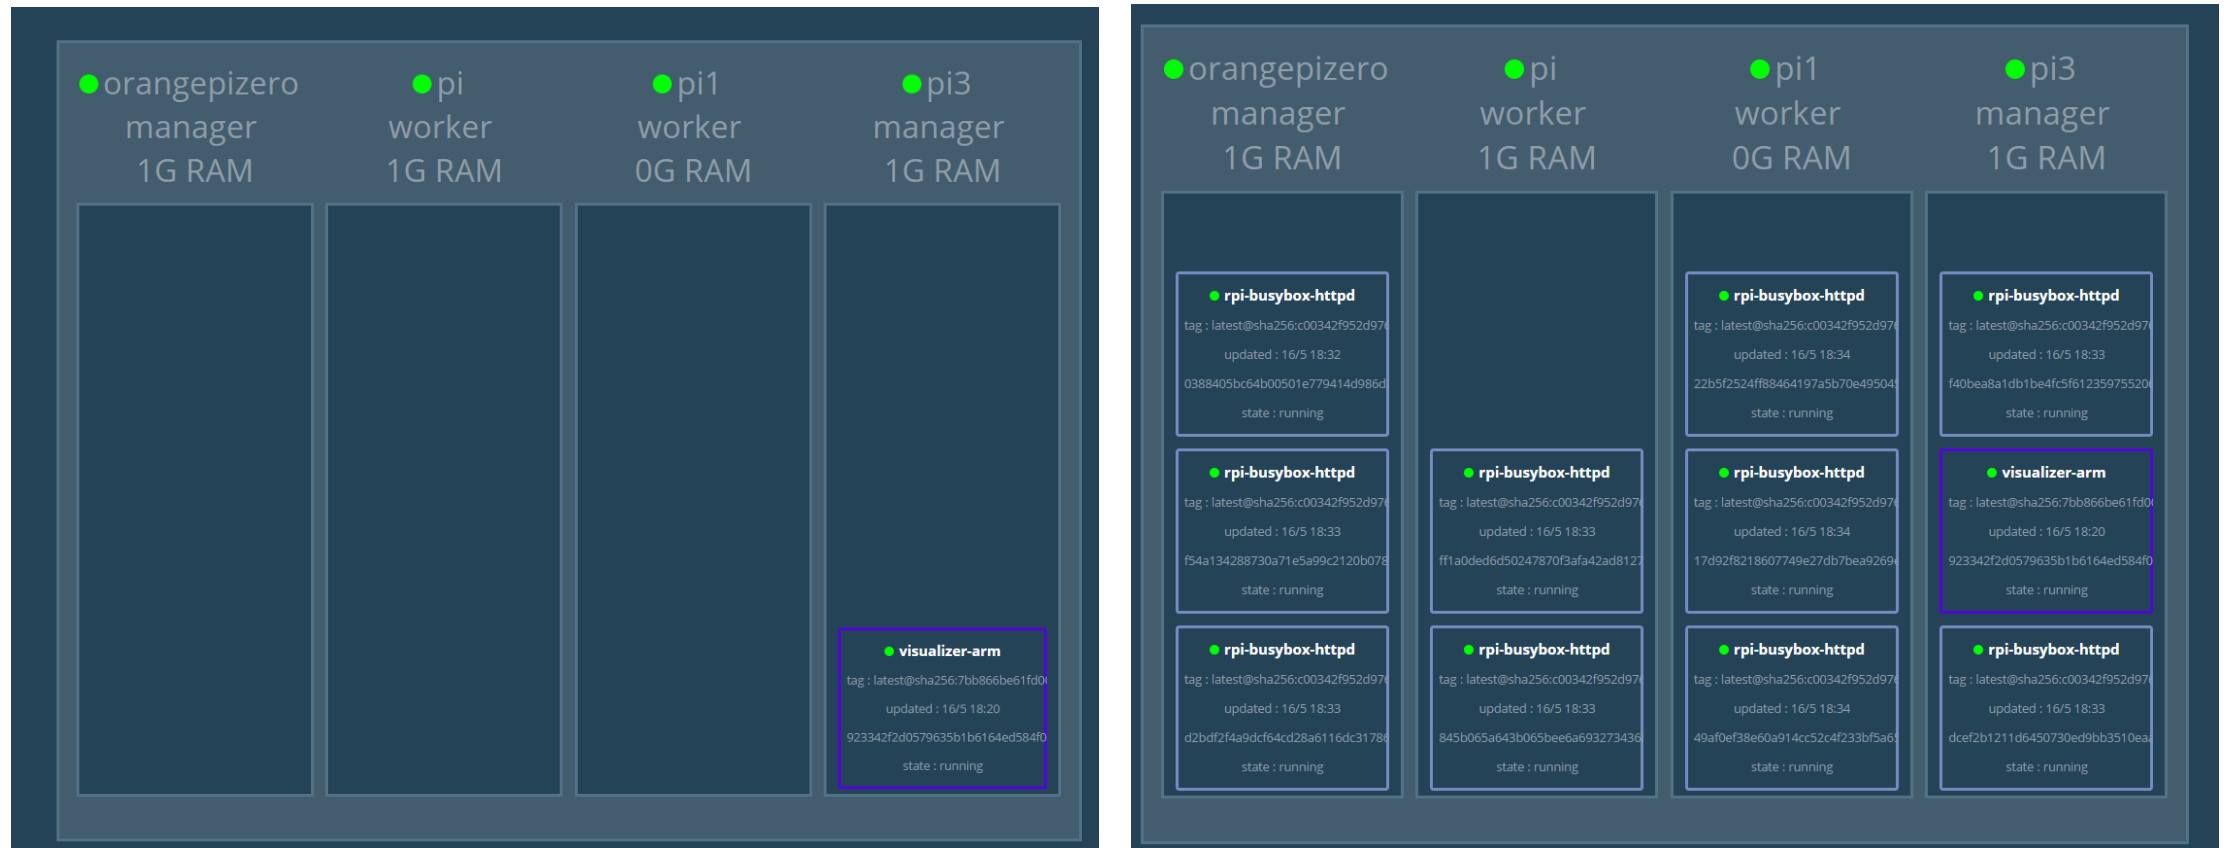 orangepizero
manager
1G RAM
pi
worker
1G RAM
pi1
worker
0G RAM
pi3
manager
1G RAM
visualizer-arm
tag : latest@sha256:7bb866be61fd0
updated : 16/5 18:20
923342f2d0579635b1b6164ed584f0
state : running
orangepizero
manager
1G RAM
rpi-busybox-httpd
tag : latest@sha256:c00342f952d97
updated : 16/5 18:32
0388405bc64b00501e779414d986d
state : running
rpi-busybox-httpd
tag : latest@sha256:c00342f952d97
updated : 16/5 18:33
f54a134288730a71e5a99c2120b078
state : running
rpi-busybox-httpd
tag : latest@sha256:c00342f952d97
updated : 16/5 18:33
d2bdf2f4a9dcf64cd28a6116dc31786
state : running
pi
worker
1G RAM
rpi-busybox-httpd
tag : latest@sha256:c00342f952d97
updated : 16/5 18:33
ff1a0ded6d50247870f3afa42ad8127
state : running
rpi-busybox-httpd
tag : latest@sha256:c00342f952d97
updated : 16/5 18:33
845b065a643b065bee6a693273436
state : running
pi1
worker
0G RAM
rpi-busybox-httpd
tag : latest@sha256:c00342f952d97
updated : 16/5 18:34
22b5f2524ff88464197a5b70e49504
state : running
rpi-busybox-httpd
tag : latest@sha256:c00342f952d97
updated : 16/5 18:34
17d92f8218607749e27db7bea9269
state : running
rpi-busybox-httpd
tag : latest@sha256:c00342f952d97
updated : 16/5 18:34
49af0ef38e60a914cc52c4f233bf5a6
state : running
pi3
manager
1G RAM
rpi-busybox-httpd
tag : latest@sha256:c00342f952d97
updated : 16/5 18:33
f40bea8a1db1be4fc5f6123597552​0
state : running
visualizer-arm
tag : latest@sha256:7bb866be61fd0
updated : 16/5 18:20
923342f2d0579635b1b6164ed584f0
state : running
rpi-busybox-httpd
tag : latest@sha256:c00342f952d97
updated : 16/5 18:33
dcef2b1211d6450730ed9bb3510ea
state : running